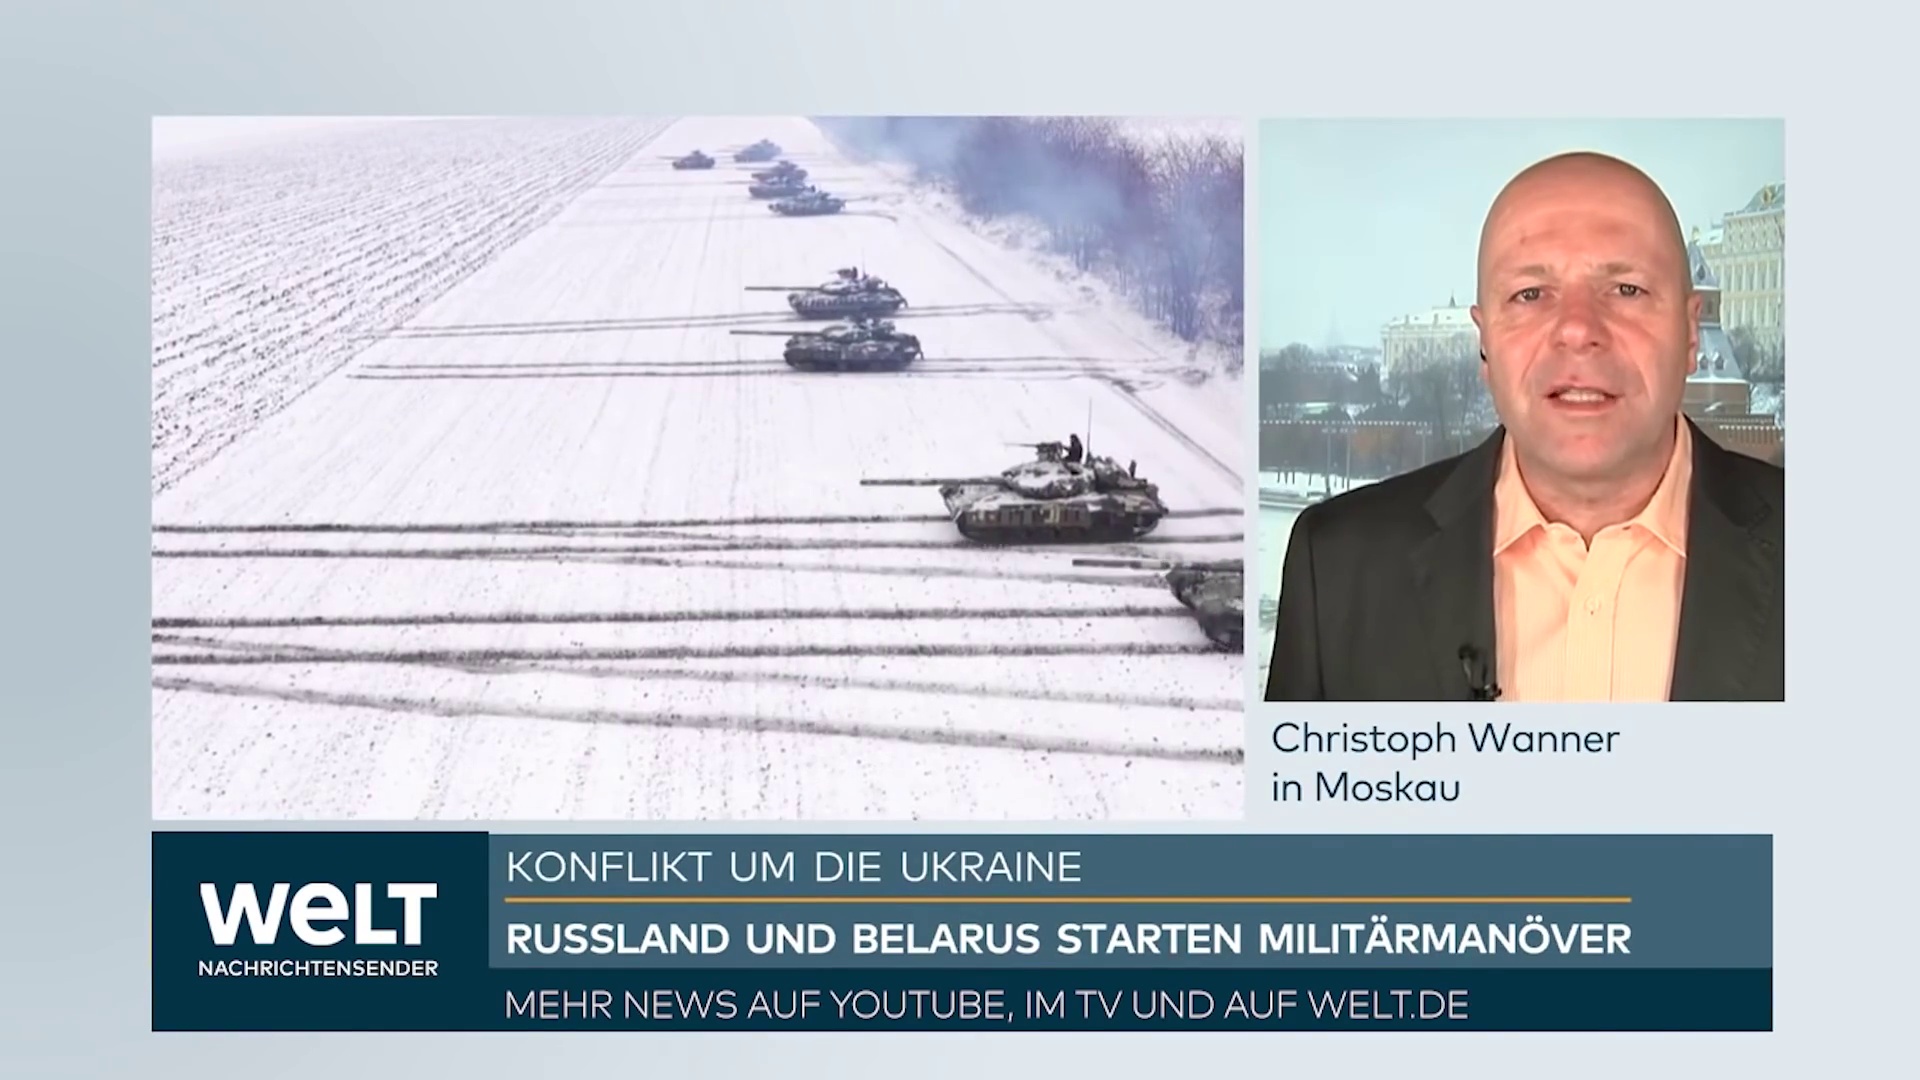 Christoph Wanner
in Moskau
WELT
NACHRICHTENSENDER
KONFLIKT UM DIE UKRAINE
RUSSLAND UND BELARUS STARTEN MILITÄRMANÖVER
MEHR NEWS AUF YOUTUBE, IM TV UND AUF WELT.DE